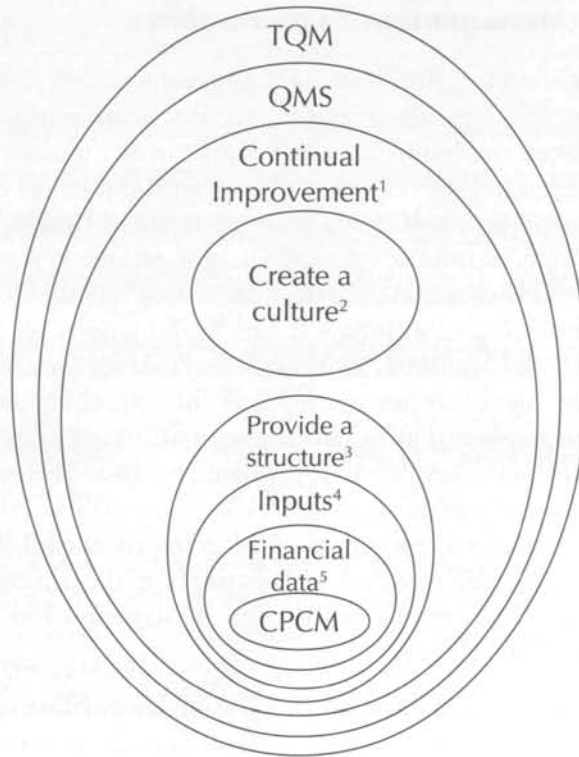 TQM
QMS
Continual
Improvement¹
Create a
culture²
Provide a
structure³
Inputs⁴
Financial
data⁵
CPCM